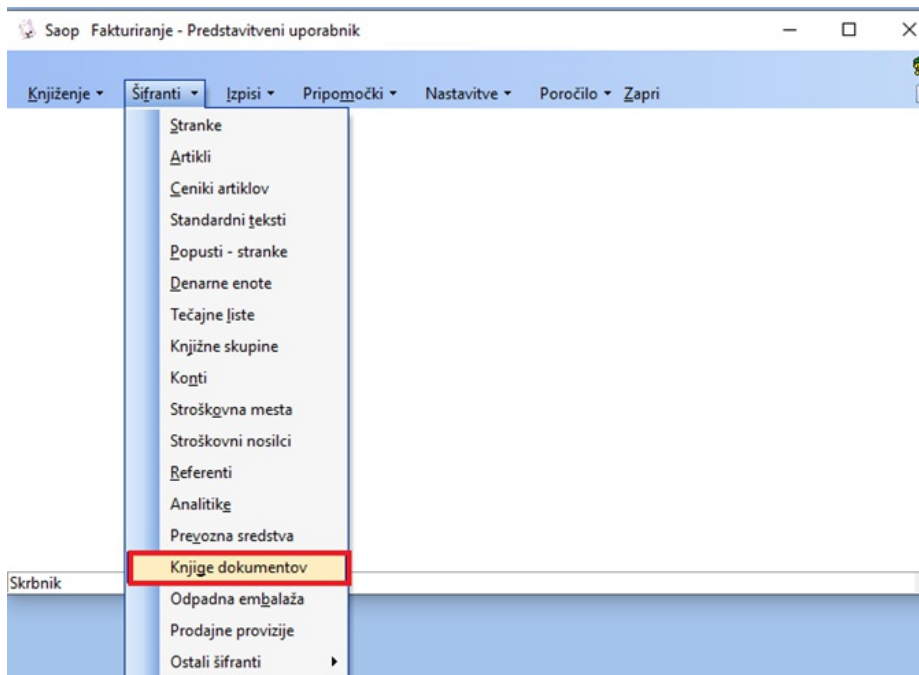 Saop Fakturiranje - Predstavitveni uporabnik
Knjiženje Šifranti Izpisi Pripomočki Nastavitve Poročilo Zapri
Stranke
Artikli
Ceniki artiklov
Standardni teksti
Popusti - stranke
Denarne enote
Tečajne liste
Knjižne skupine
Konti
Stroškovna mesta
Stroškovni nosilci
Referenti
Analitike
Prevozna sredstva
Knjige dokumentov
Skrbnik
Odpadna embalaža
Prodajne provizije
Ostali šifranti